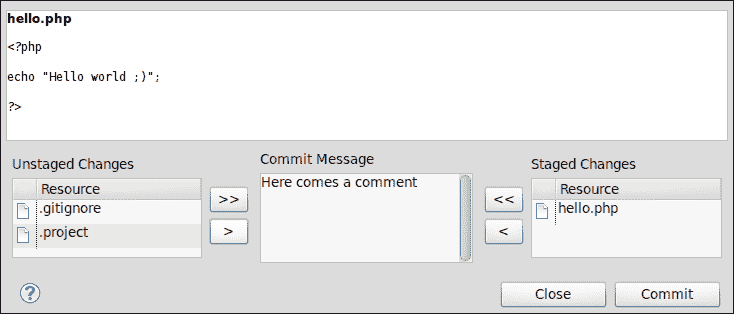 hello.php
<?php
echo "Hello world ;)";
?>
Unstaged Changes
Resource
.gitignore
.project
>>
>
Commit Message
Here comes a comment
<<
<
Staged Changes
Resource
hello.php
?
Close
Commit